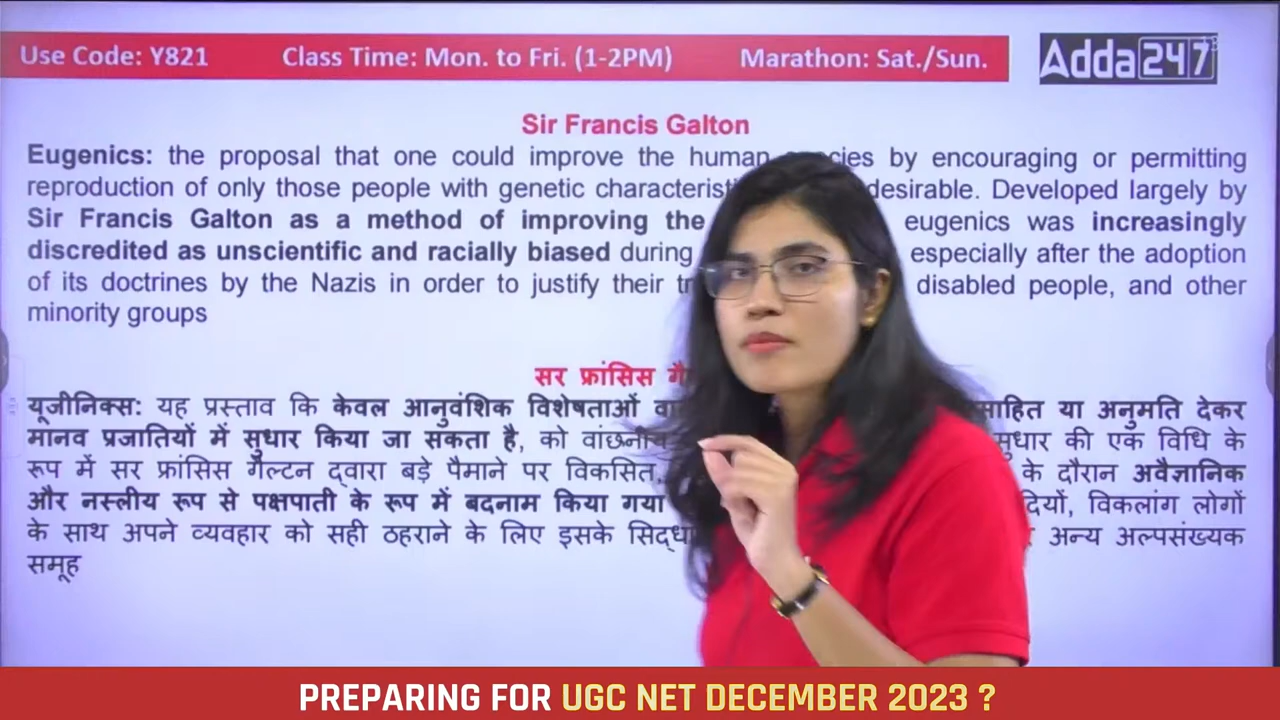 Use Code: Y821 Class Time: Mon. to Fri. (1-2PM) Marathon: Sat./Sun.
Adda247
Sir Francis Galton
Eugenics: the proposal that one could improve the human by encouraging or permitting
reproduction of only those people with genetic desirable. Developed largely by
Sir Francis Galton as a method of improving the eugenics was increasingly
discredited as unscientific and racially biased during especially after the adoption
of its doctrines by the Nazis in order to justify their disabled people, and other
minority groups
सर फ्रांसिस
यूजीनिक्स: यह प्रस्ताव कि केवल आनुवंशिक विशेषताओं या अनुमति देकर
मानव प्रजातियों में सुधार किया जा सकता है, को वांछनीय सुधार की एक विधि के
रूप में सर फ्रांसिस गैल्टन द्वारा बड़े पैमाने पर विकसित, के दौरान अवैज्ञानिक
और नस्लीय रूप से पक्षपाती के रूप में बदनाम किया गया विकलांग लोगों
के साथ अपने व्यवहार को सही ठहराने के लिए इसके अन्य अल्पसंख्यक
समूह
PREPARING FOR UGC NET DECEMBER 2023 ?